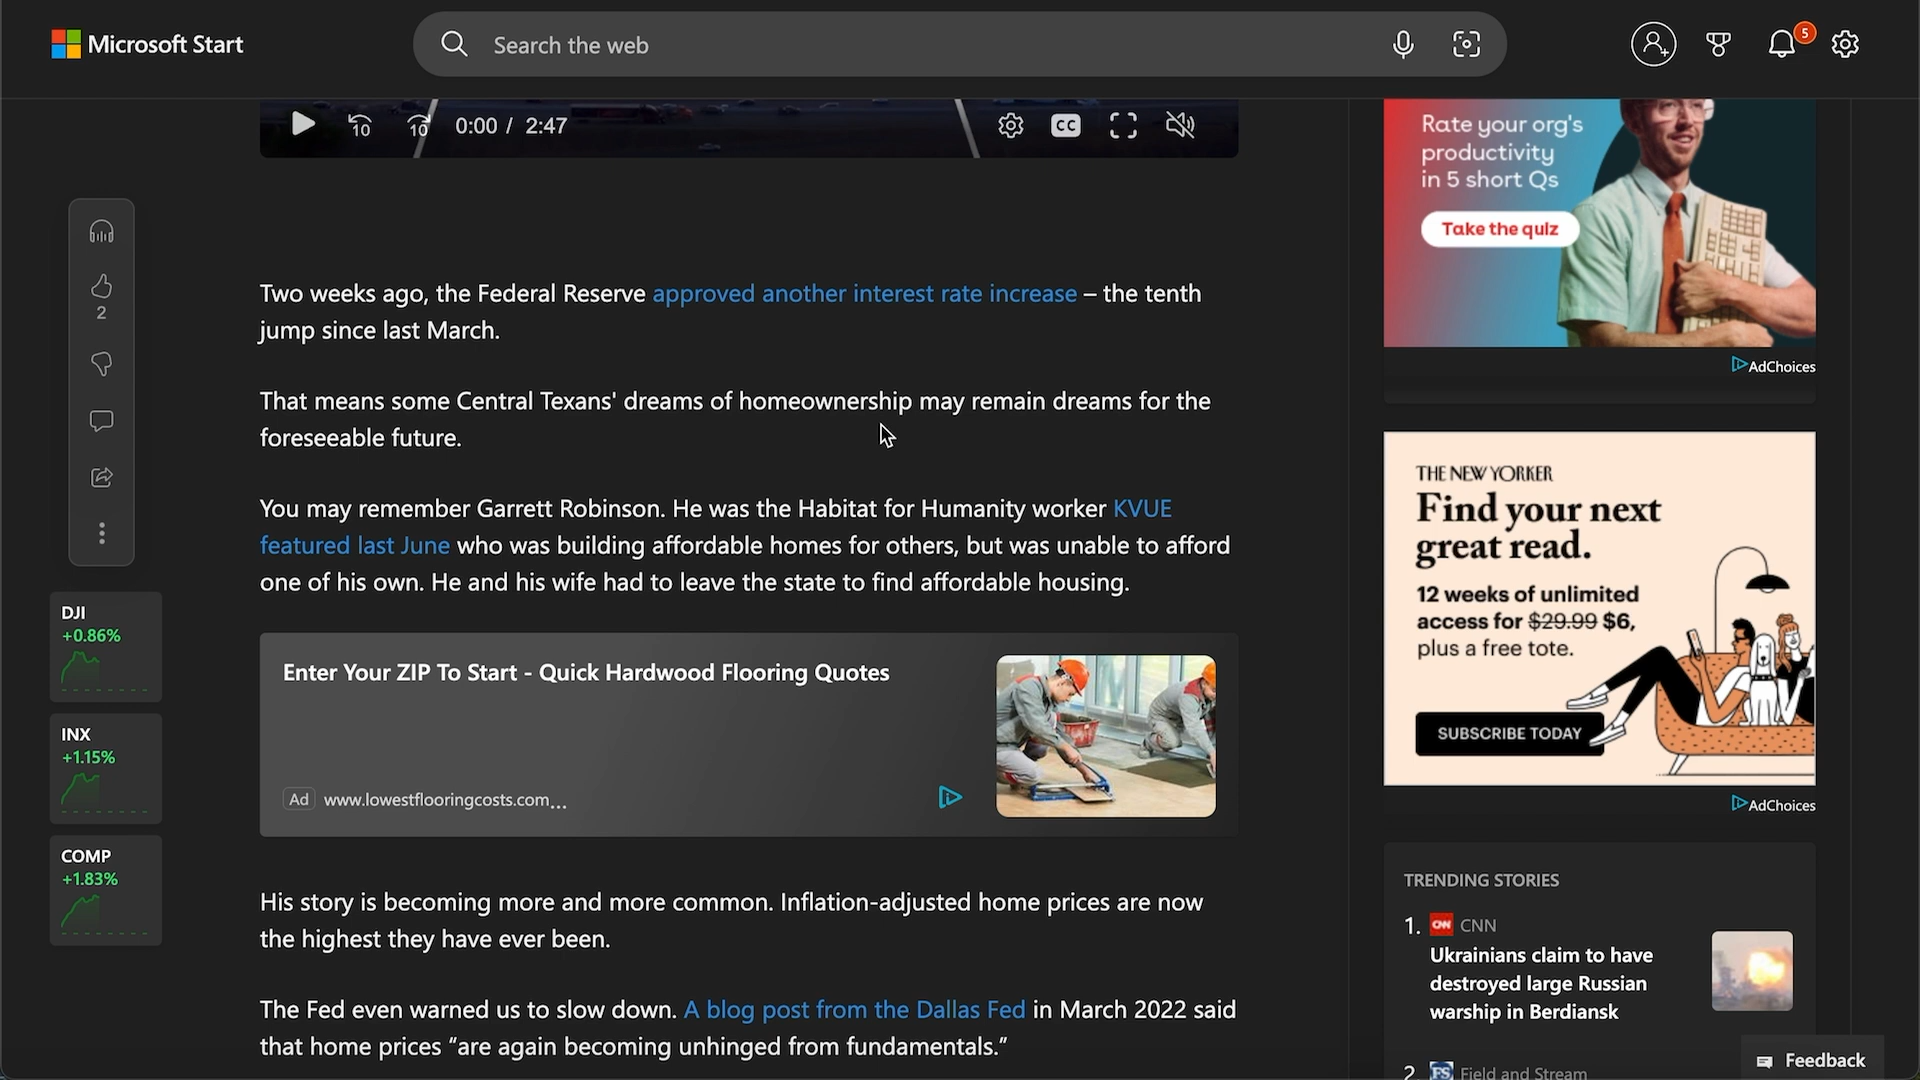 Microsoft Start
Search the web
5
10
10
0:00 / 2:47
CC
2
Two weeks ago, the Federal Reserve approved another interest rate increase – the tenth
jump since last March.
That means some Central Texans' dreams of homeownership may remain dreams for the
foreseeable future.
You may remember Garrett Robinson. He was the Habitat for Humanity worker KVUE
featured last June who was building affordable homes for others, but was unable to afford
one of his own. He and his wife had to leave the state to find affordable housing.
Enter Your ZIP To Start - Quick Hardwood Flooring Quotes
Ad www.lowestflooringcosts.com...
His story is becoming more and more common. Inflation-adjusted home prices are now
the highest they have ever been.
The Fed even warned us to slow down. A blog post from the Dallas Fed in March 2022 said
that home prices “are again becoming unhinged from fundamentals.”
DJI
+0.86%
INX
+1.15%
COMP
+1.83%
Rate your org's
productivity
in 5 short Qs
Take the quiz
AdChoices
THE NEW YORKER
Find your next
great read.
12 weeks of unlimited
access for $29.99 $6,
plus a free tote.
SUBSCRIBE TODAY
AdChoices
TRENDING STORIES
1. CNN CNN
Ukrainians claim to have
destroyed large Russian
warship in Berdiansk
2. FS Field and Stream
Feedback